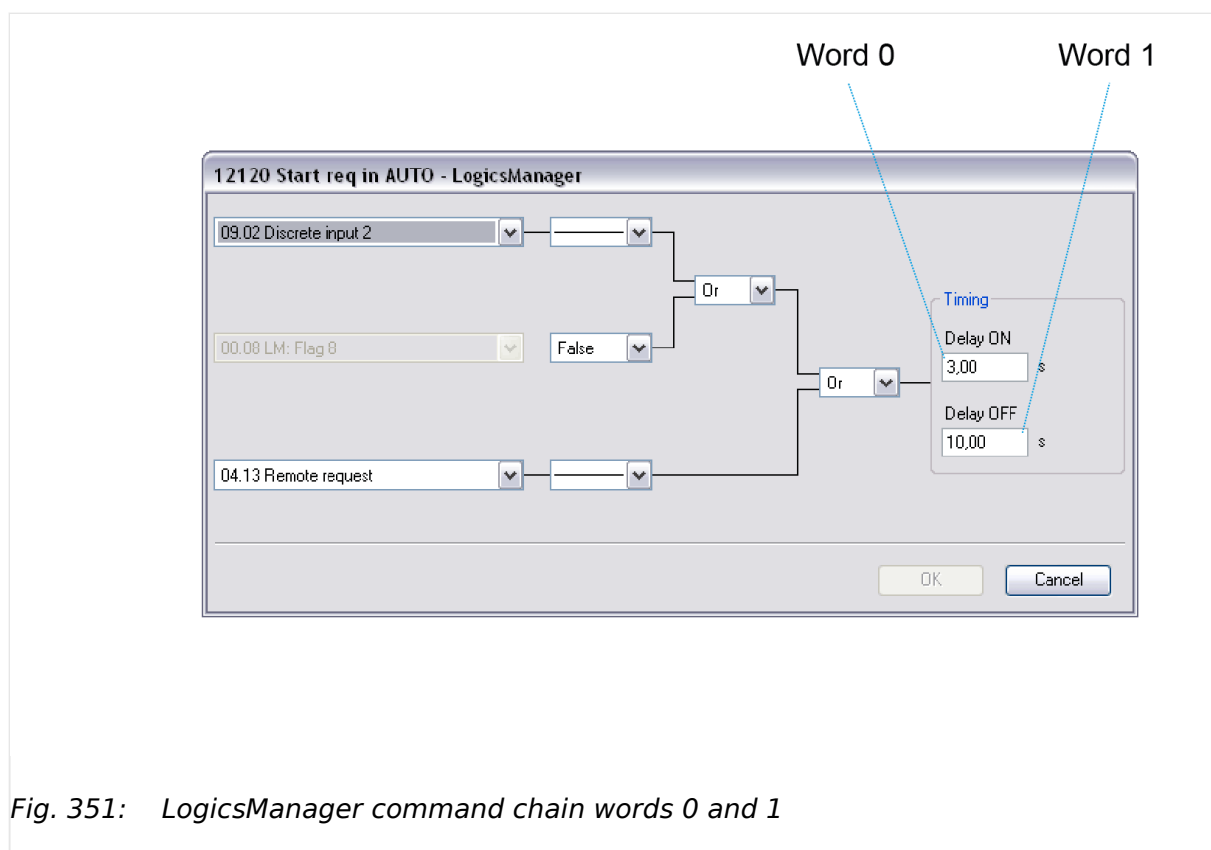 Word 0 Word 1
12120 Start req in AUTO - LogicsManager
09.02 Discrete input 2
Or
Timing
Delay ON
00.08 LM: Flag 8 False
3,00 s
Or
Delay OFF
10,00 s
04.13 Remote request
OK Cancel
Fig. 351: LogicsManager command chain words 0 and 1